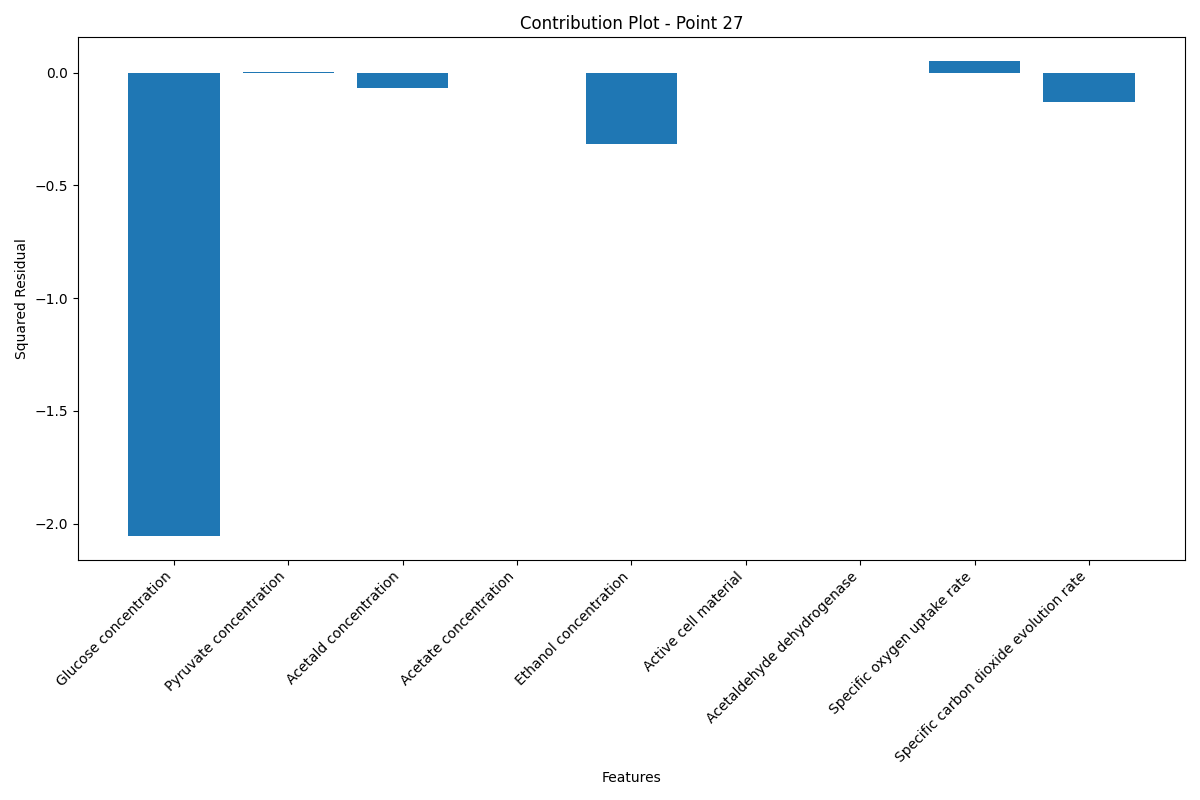 Contribution Plot - Point 27
Squared Residual
0.0
−0.5
−1.0
−1.5
−2.0
Glucose concentration
Pyruvate concentration
Acetald concentration
Acetate concentration
Ethanol concentration
Active cell material
Acetaldehyde dehydrogenase
Specific oxygen uptake rate
Specific carbon dioxide evolution rate
Features